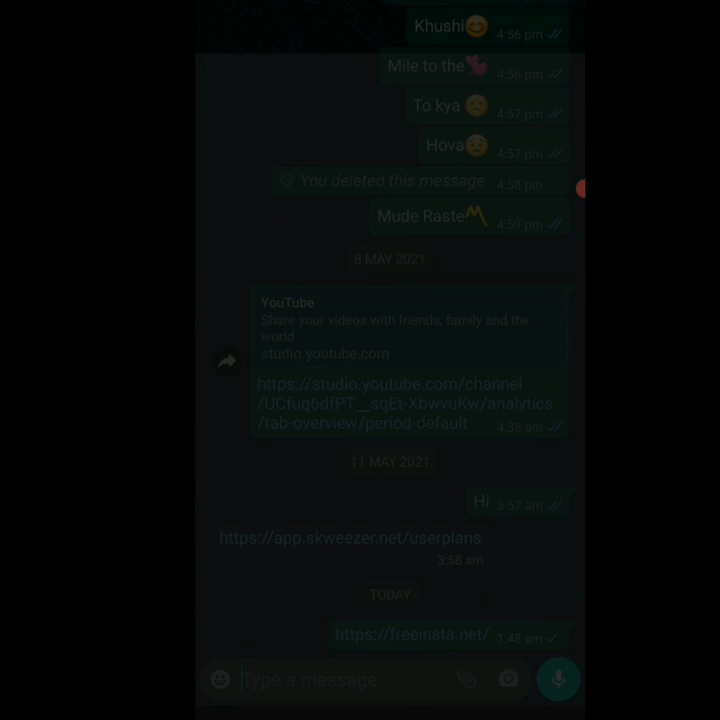 Khushi😊 4:56 pm
Mile to the💕 4:56 pm
To kya 😐 4:57 pm
Hova😟 4:57 pm
You deleted this message 4:58 pm
Mude Raste〽️ 4:59 pm
8 MAY 2021
YouTube
Share your videos with friends, family and the
world
studio.youtube.com
https://studio.youtube.com/channel
/UCfuq6dfPT__sqEt-XbwvuKw/analytics
/tab-overview/period-default 4:38 am
11 MAY 2021
Hi 3:57 am
https://app.skweezer.net/userplans
3:58 am
TODAY
https://freeinsta.net/ 1:48 am
Type a message